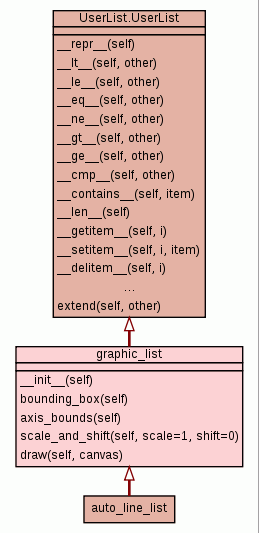 UserList.UserList
__repr__(self)
__lt__(self, other)
__le__(self, other)
__eq__(self, other)
__ne__(self, other)
__gt__(self, other)
__ge__(self, other)
__cmp__(self, other)
__contains__(self, item)
__len__(self)
__getitem__(self, i)
__setitem__(self, i, item)
__delitem__(self, i)
...
extend(self, other)
graphic_list
__init__(self)
bounding_box(self)
axis_bounds(self)
scale_and_shift(self, scale=1, shift=0)
draw(self, canvas)
auto_line_list